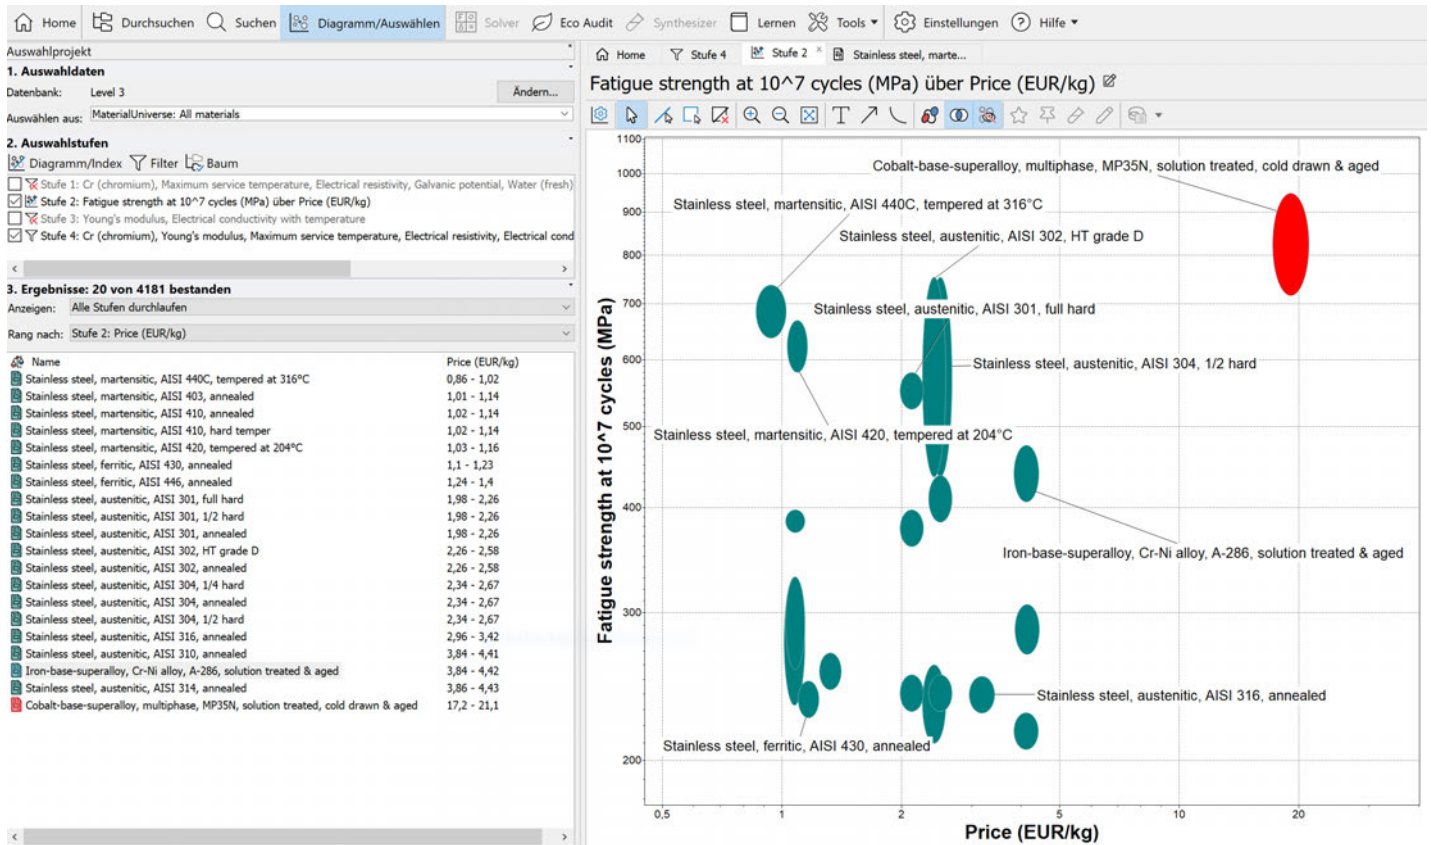 Home Durchsuchen Suchen Diagramm/Auswählen Solver Eco Audit Synthesizer Lernen Tools Einstellungen Hilfe
Auswahlprojekt
1. Auswahldaten
Datenbank: Level 3 Ändern...
Auswählen aus: MaterialUniverse: All materials
2. Auswahlstufen
Diagramm/Index Filter Baum
Stufe 1: Cr (chromium), Maximum service temperature, Electrical resistivity, Galvanic potential, Water (fresh)
Stufe 2: Fatigue strength at 10^7 cycles (MPa) über Price (EUR/kg)
Stufe 3: Young's modulus, Electrical conductivity with temperature
Stufe 4: Cr (chromium), Young's modulus, Maximum service temperature, Electrical resistivity, Electrical cond
3. Ergebnisse: 20 von 4181 bestanden
Anzeigen: Alle Stufen durchlaufen
Rang nach: Stufe 2: Price (EUR/kg)
Name Price (EUR/kg)
Stainless steel, martensitic, AISI 440C, tempered at 316°C 0,86 - 1,02
Stainless steel, martensitic, AISI 403, annealed 1,01 - 1,14
Stainless steel, martensitic, AISI 410, annealed 1,02 - 1,14
Stainless steel, martensitic, AISI 410, hard temper 1,02 - 1,14
Stainless steel, martensitic, AISI 420, tempered at 204°C 1,03 - 1,16
Stainless steel, ferritic, AISI 430, annealed 1,1 - 1,23
Stainless steel, ferritic, AISI 446, annealed 1,24 - 1,4
Stainless steel, austenitic, AISI 301, full hard 1,98 - 2,26
Stainless steel, austenitic, AISI 301, 1/2 hard 1,98 - 2,26
Stainless steel, austenitic, AISI 301, annealed 1,98 - 2,26
Stainless steel, austenitic, AISI 302, HT grade D 2,26 - 2,58
Stainless steel, austenitic, AISI 302, annealed 2,26 - 2,58
Stainless steel, austenitic, AISI 304, 1/4 hard 2,34 - 2,67
Stainless steel, austenitic, AISI 304, annealed 2,34 - 2,67
Stainless steel, austenitic, AISI 304, 1/2 hard 2,34 - 2,67
Stainless steel, austenitic, AISI 316, annealed 2,96 - 3,42
Stainless steel, austenitic, AISI 310, annealed 3,84 - 4,41
Iron-base-superalloy, Cr-Ni alloy, A-286, solution treated & aged 3,84 - 4,42
Stainless steel, austenitic, AISI 314, annealed 3,86 - 4,43
Cobalt-base-superalloy, multiphase, MP35N, solution treated, cold drawn & aged 17,2 - 21,1
Home Stufe 4 Stufe 2 × Stainless steel, marte...
Fatigue strength at 10^7 cycles (MPa) über Price (EUR/kg)
Fatigue strength at 10^7 cycles (MPa)
1100
1000
900
800
700
600
500
400
300
200
Cobalt-base-superalloy, multiphase, MP35N, solution treated, cold drawn & aged
Stainless steel, martensitic, AISI 440C, tempered at 316°C
Stainless steel, austenitic, AISI 302, HT grade D
Stainless steel, austenitic, AISI 301, full hard
Stainless steel, austenitic, AISI 304, 1/2 hard
Stainless steel, martensitic, AISI 420, tempered at 204°C
Iron-base-superalloy, Cr-Ni alloy, A-286, solution treated & aged
Stainless steel, austenitic, AISI 316, annealed
Stainless steel, ferritic, AISI 430, annealed
0,5 1 2 5 10 20
Price (EUR/kg)